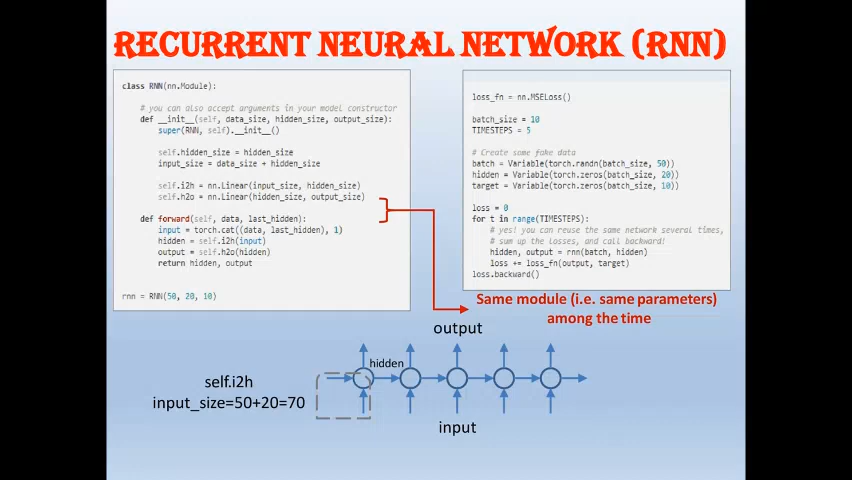 RECURRENT NEURAL NETWORK (RNN)
class RNN(nn.Module):
# you can also accept arguments in your model constructor
def __init__(self, data_size, hidden_size, output_size):
super(RNN, self).__init__()
self.hidden_size = hidden_size
input_size = data_size + hidden_size
self.i2h = nn.Linear(input_size, hidden_size)
self.h2o = nn.Linear(hidden_size, output_size)
def forward(self, data, last_hidden):
input = torch.cat((data, last_hidden), 1)
hidden = self.i2h(input)
output = self.h2o(hidden)
return hidden, output
rnn = RNN(50, 20, 10)
loss_fn = nn.MSELoss()
batch_size = 10
TIMESTEPS = 5
# Create some fake data
batch = Variable(torch.randn(batch_size, 50))
hidden = Variable(torch.zeros(batch_size, 20))
target = Variable(torch.zeros(batch_size, 10))
loss = 0
for t in range(TIMESTEPS):
# yes! you can reuse the same network several times,
# sum up the losses, and call backward!
hidden, output = rnn(batch, hidden)
loss += loss_fn(output, target)
loss.backward()
Same module (i.e. same parameters)
among the time
output
hidden
self.i2h
input_size=50+20=70
input